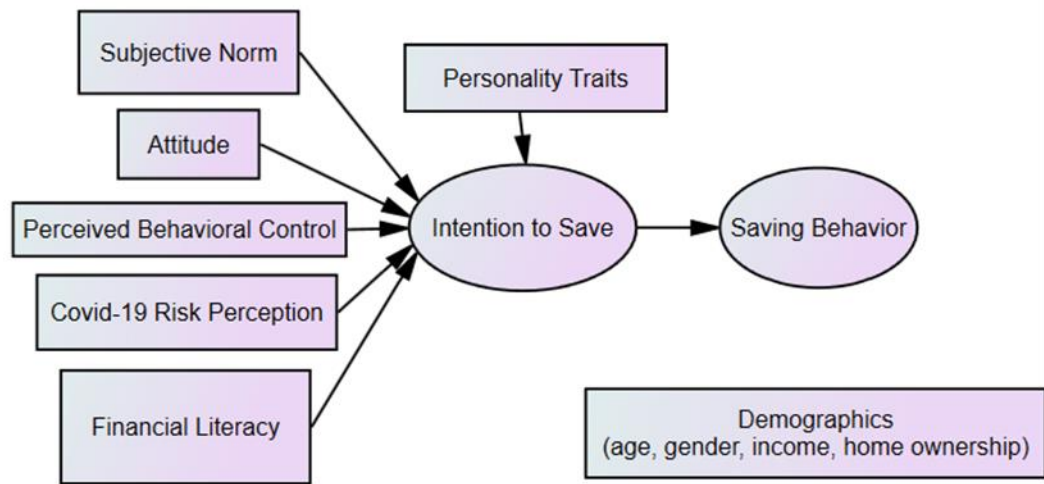 Subjective Norm
Personality Traits
Attitude
Perceived Behavioral Control
Intention to Save
Saving Behavior
Covid-19 Risk Perception
Financial Literacy
Demographics
(age, gender, income, home ownership)